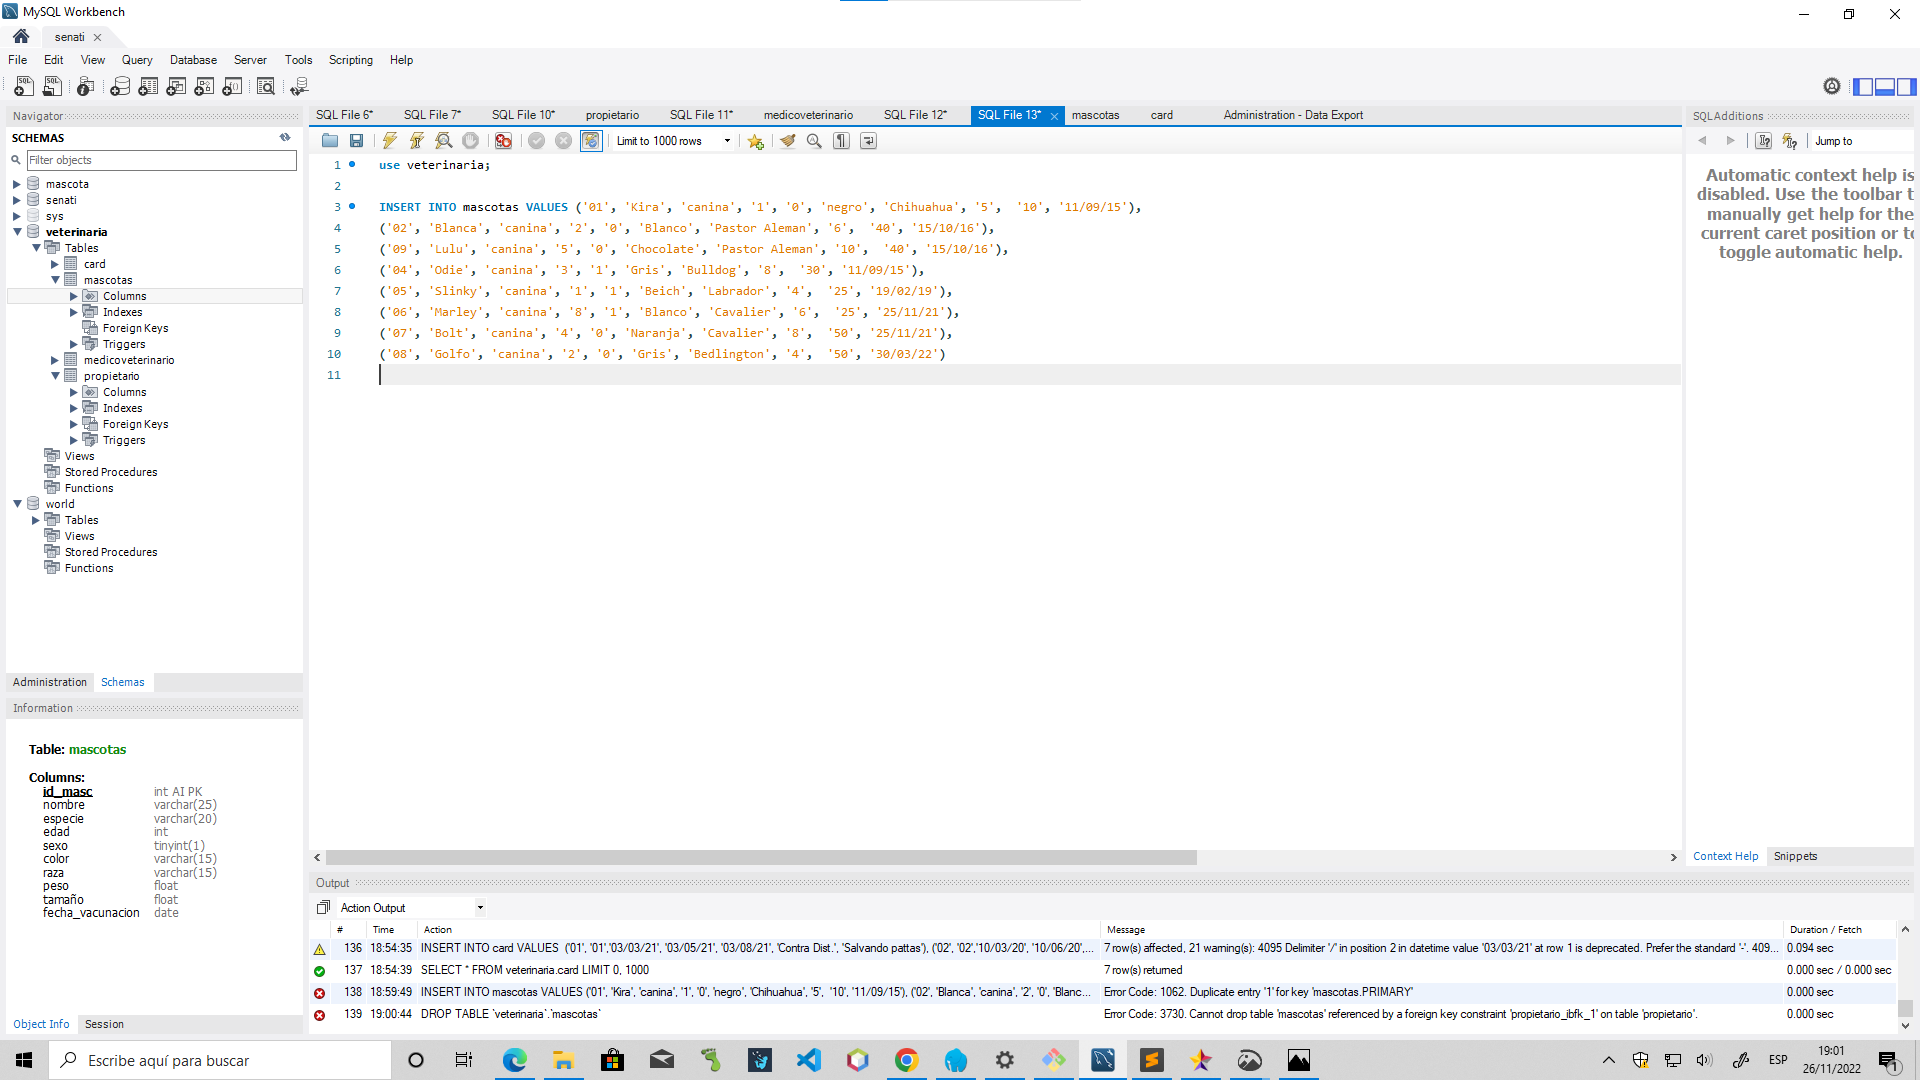 MySQL Workbench
senati
File Edit View Query Database Server Tools Scripting Help
Navigator
SCHEMAS
Filter objects
mascota
senati
sys
veterinaria
Tables
card
mascotas
Columns
Indexes
Foreign Keys
Triggers
medicoveterinario
propietario
Columns
Indexes
Foreign Keys
Triggers
Views
Stored Procedures
Functions
world
Tables
Views
Stored Procedures
Functions
Administration Schemas
Information
Table: mascotas
Columns:
id_masc int AI PK
nombre varchar(25)
especie varchar(20)
edad int
sexo tinyint(1)
color varchar(15)
raza varchar(15)
peso float
tamaño float
fecha_vacunacion date
Object Info Session
SQL File 6* SQL File 7* SQL File 10* propietario SQL File 11* medicoveterinario SQL File 12* SQL File 13* mascotas card Administration - Data Export
Limit to 1000 rows
1 use veterinaria;
2
3 INSERT INTO mascotas VALUES ('01', 'Kira', 'canina', '1', '0', 'negro', 'Chihuahua', '5',  '10', '11/09/15'),
4 ('02', 'Blanca', 'canina', '2', '0', 'Blanco', 'Pastor Aleman', '6',  '40', '15/10/16'),
5 ('09', 'Lulu', 'canina', '5', '0', 'Chocolate', 'Pastor Aleman', '10',  '40', '15/10/16'),
6 ('04', 'Odie', 'canina', '3', '1', 'Gris', 'Bulldog', '8',  '30', '11/09/15'),
7 ('05', 'Slinky', 'canina', '1', '1', 'Beich', 'Labrador', '4',  '25', '19/02/19'),
8 ('06', 'Marley', 'canina', '8', '1', 'Blanco', 'Cavalier', '6',  '25', '25/11/21'),
9 ('07', 'Bolt', 'canina', '4', '0', 'Naranja', 'Cavalier', '8',  '50', '25/11/21'),
10 ('08', 'Golfo', 'canina', '2', '0', 'Gris', 'Bedlington', '4',  '50', '30/03/22')
11
SQLAdditions
Jump to
Automatic context help is
disabled. Use the toolbar t
manually get help for the
current caret position or to
toggle automatic help.
Context Help Snippets
Output
Action Output
# Time Action Message Duration / Fetch
136 18:54:35 INSERT INTO card VALUES  ('01', '01','03/03/21', '03/05/21', '03/08/21', 'Contra Dist.', 'Salvando pattas'), ('02', '02','10/03/20', '10/06/20',... 7 row(s) affected, 21 warning(s): 4095 Delimiter '/' in position 2 in datetime value '03/03/21' at row 1 is deprecated. Prefer the standard '-'. 409... 0.094 sec
137 18:54:39 SELECT * FROM veterinaria.card LIMIT 0, 1000 7 row(s) returned 0.000 sec / 0.000 sec
138 18:59:49 INSERT INTO mascotas VALUES ('01', 'Kira', 'canina', '1', '0', 'negro', 'Chihuahua', '5',  '10', '11/09/15'), ('02', 'Blanca', 'canina', '2', '0', 'Blanc... Error Code: 1062. Duplicate entry '1' for key 'mascotas.PRIMARY' 0.000 sec
139 19:00:44 DROP TABLE `veterinaria`.`mascotas` Error Code: 3730. Cannot drop table 'mascotas' referenced by a foreign key constraint 'propietario_ibfk_1' on table 'propietario'. 0.000 sec
Escribe aquí para buscar
ESP
19:01
26/11/2022
1